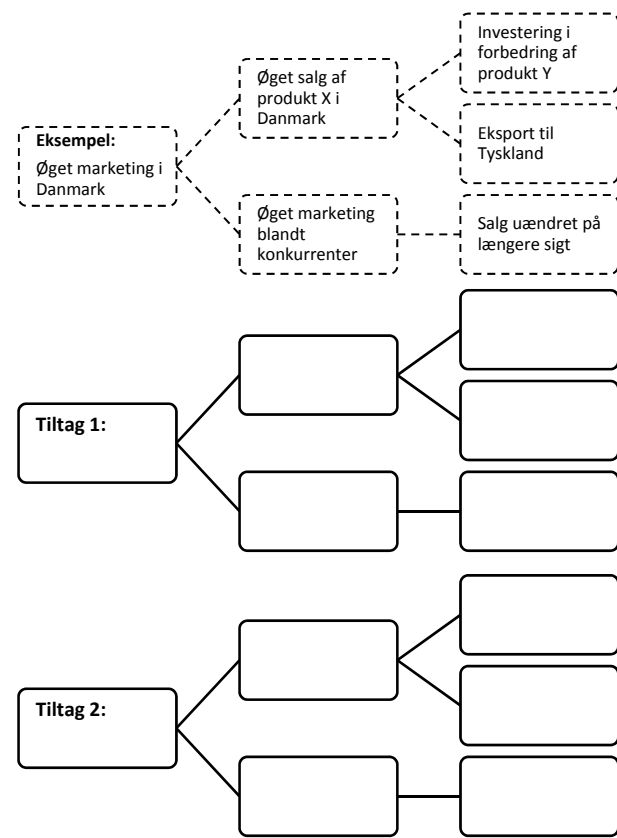 Eksempel:
Øget marketing i
Danmark
Øget salg af
produkt X i
Danmark
Investering i
forbedring af
produkt Y
Eksport til
Tyskland
Øget marketing
blandt
konkurrenter
Salg uændret på
længere sigt
Tiltag 1:
Tiltag 2: